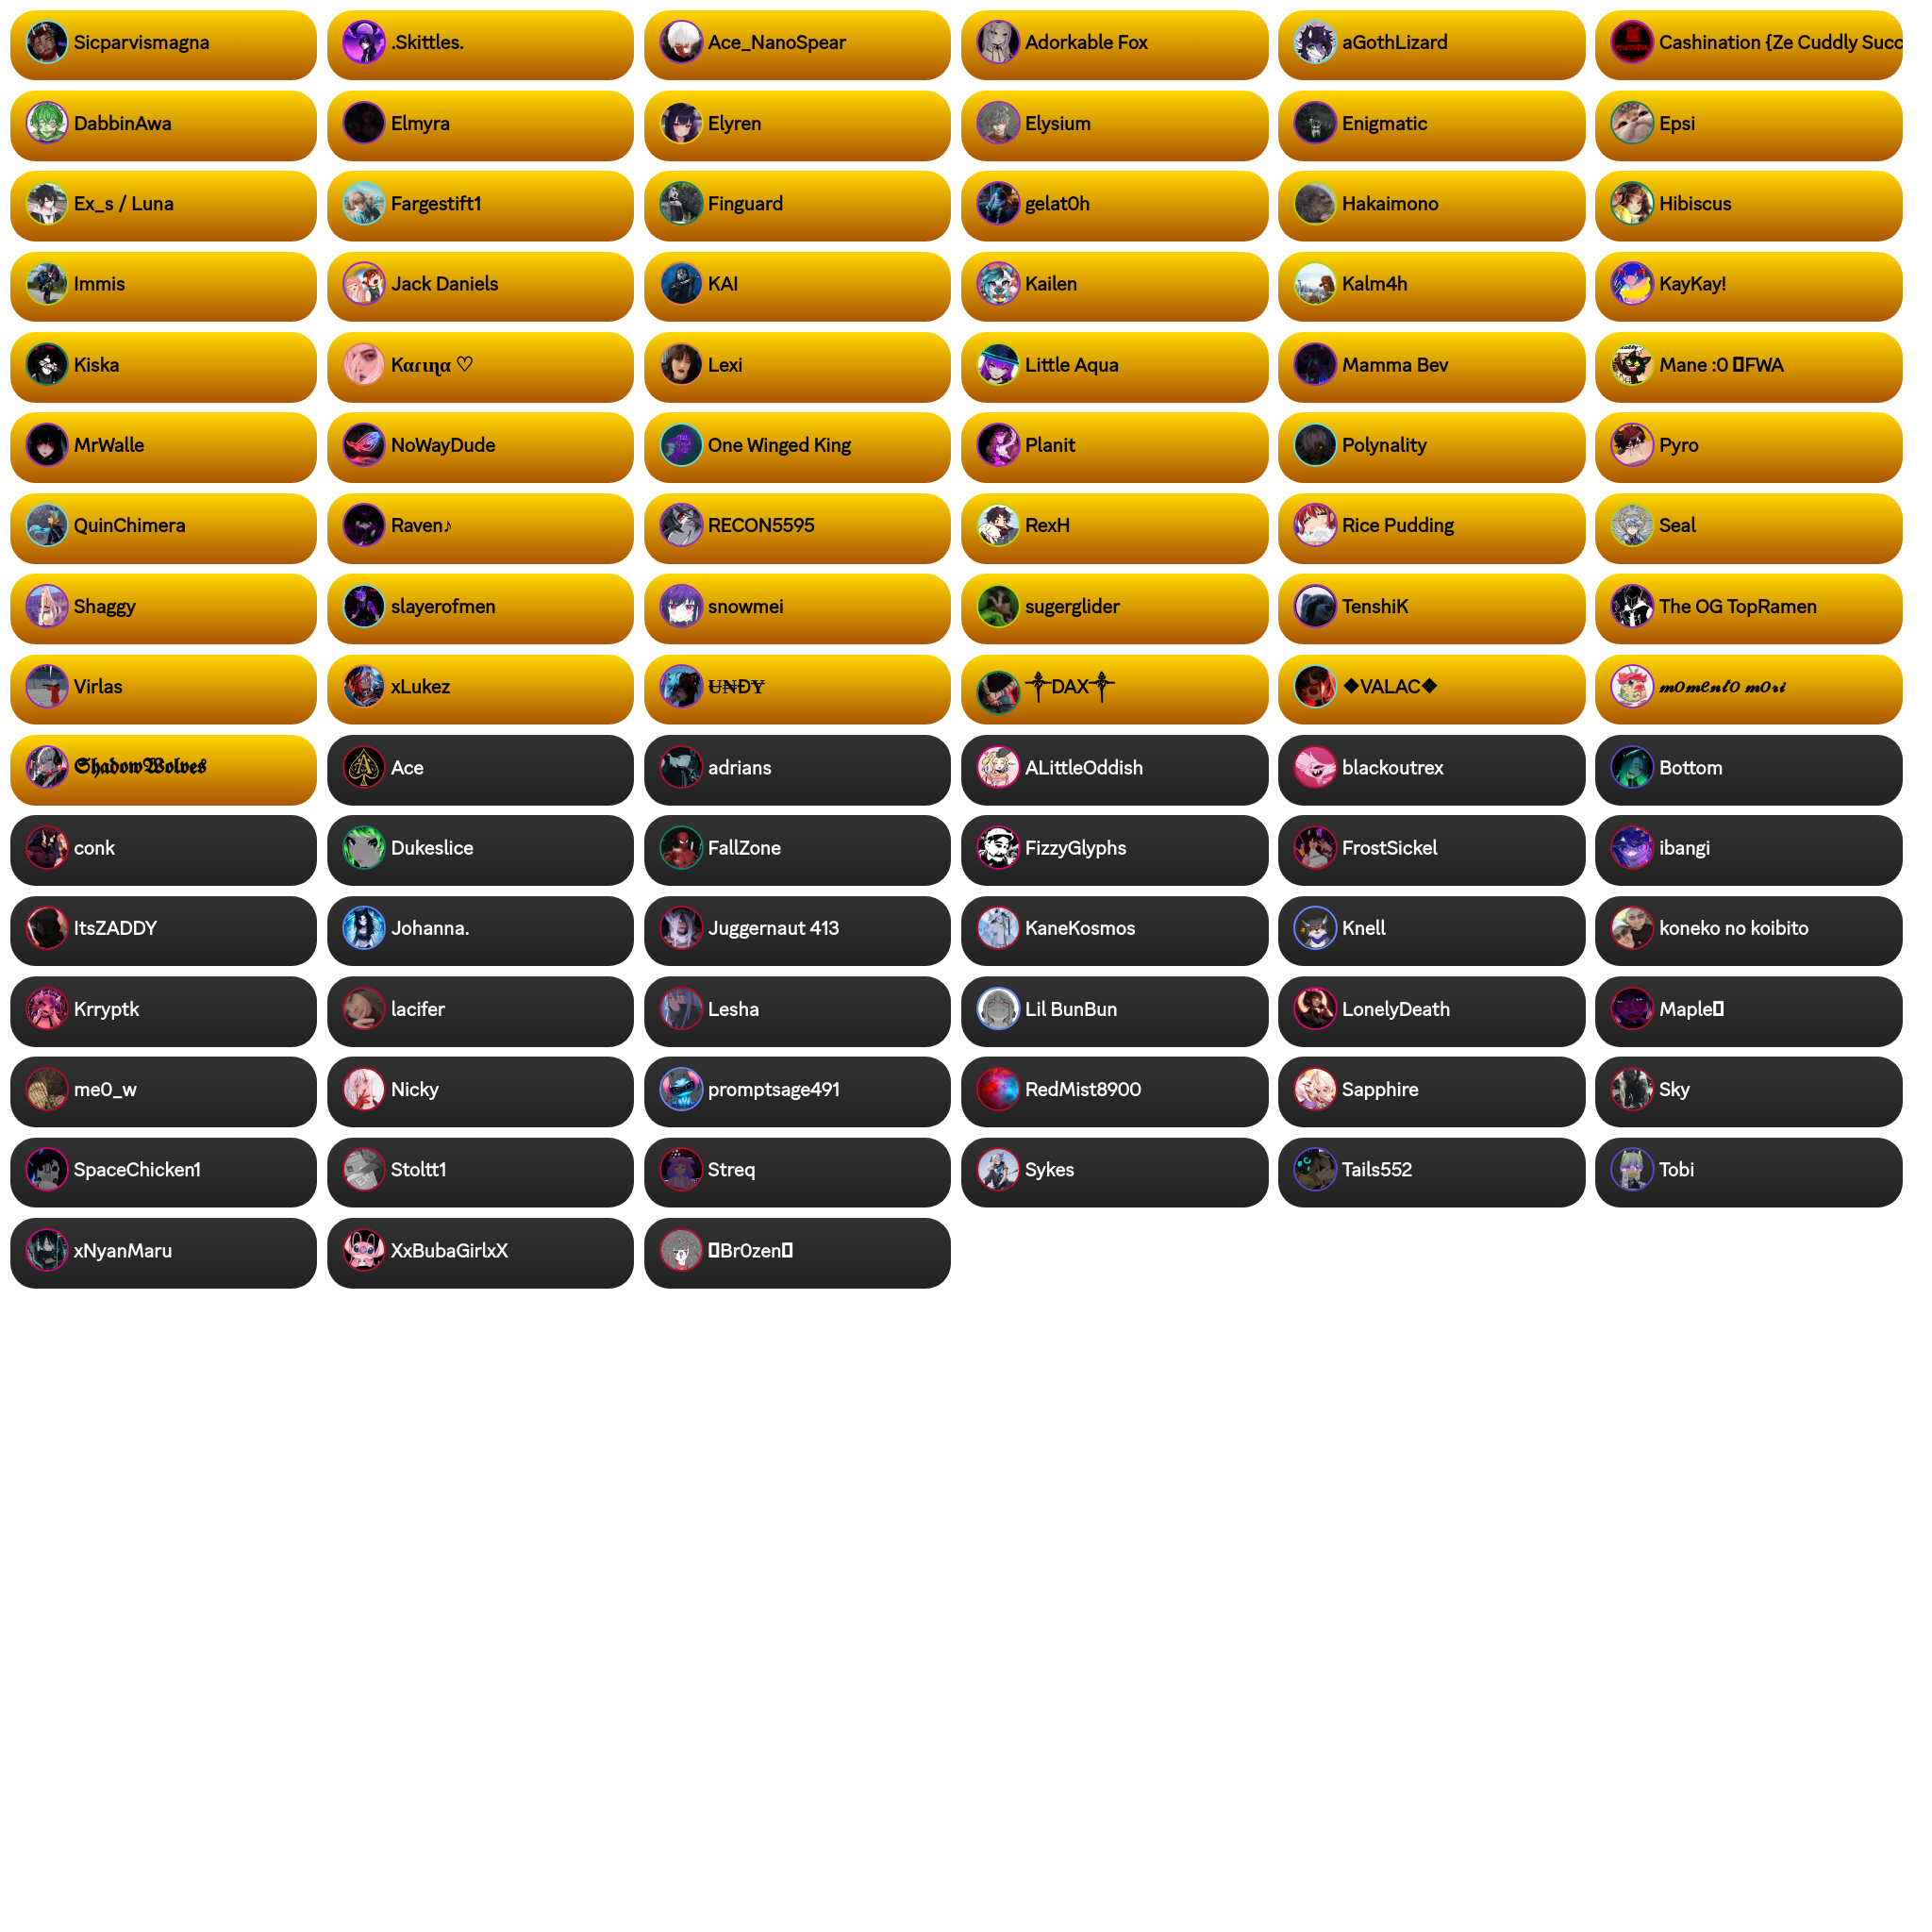 Sicparvismagna
.Skittles.
Ace_NanoSpear
Adorkable Fox
aGothLizard
Cashination {Ze Cuddly Succ
DabbinAwa
Elmyra
Elyren
Elysium
Enigmatic
Epsi
Ex_s / Luna
Fargestift1
Finguard
gelat0h
Hakaimono
Hibiscus
Immis
Jack Daniels
KAI
Kailen
Kalm4h
KayKay!
Kiska
Kαɾιɳα ♡
Lexi
Little Aqua
Mamma Bev
Mane :0 ▯FWA
MrWalle
NoWayDude
One Winged King
Planit
Polynality
Pyro
QuinChimera
Raven♪
RECON5595
RexH
Rice Pudding
Seal
Shaggy
slayerofmen
snowmei
sugerglider
TenshiK
The OG TopRamen
Virlas
xLukez
U̶₦ĐɎ
༒DAX༒
◆VALAC◆
𝓶𝓸𝓶𝓮𝓷𝓽𝓸 𝓶𝓸𝓻𝓲
𝕾𝖍𝖆𝖉𝖔𝖜𝖂𝖔𝖑𝖛𝖊𝖘
Ace
adrians
ALittleOddish
blackoutrex
Bottom
conk
Dukeslice
FallZone
FizzyGlyphs
FrostSickel
ibangi
ItsZADDY
Johanna.
Juggernaut 413
KaneKosmos
Knell
koneko no koibito
Krryptk
lacifer
Lesha
Lil BunBun
LonelyDeath
Maple▯
me0_w
Nicky
promptsage491
RedMist8900
Sapphire
Sky
SpaceChicken1
Stoltt1
Streq
Sykes
Tails552
Tobi
xNyanMaru
XxBubaGirlxX
▯Br0zen▯